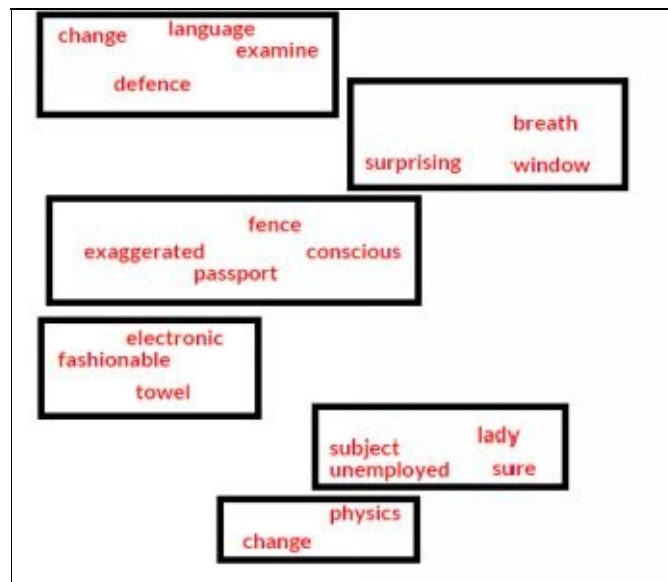 change language
examine
defence
breath
surprising window
fence
exaggerated conscious
passport
electronic
fashionable
towel
lady
subject
unemployed sure
physics
change